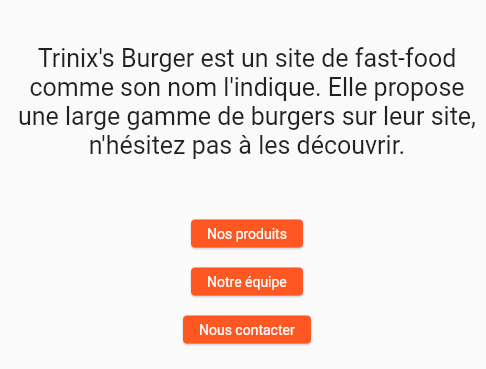 Trinix's Burger est un site de fast-food
comme son nom l'indique. Elle propose
une large gamme de burgers sur leur site,
n'hésitez pas à les découvrir.
Nos produits
Notre équipe
Nous contacter